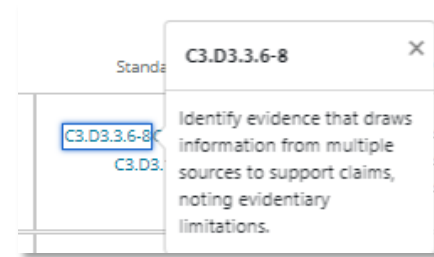 Standa
C3.D3.3.6-8
C3.D3.
C3.D3.3.6-8
Identify evidence that draws
information from multiple
sources to support claims,
noting evidentiary
limitations.